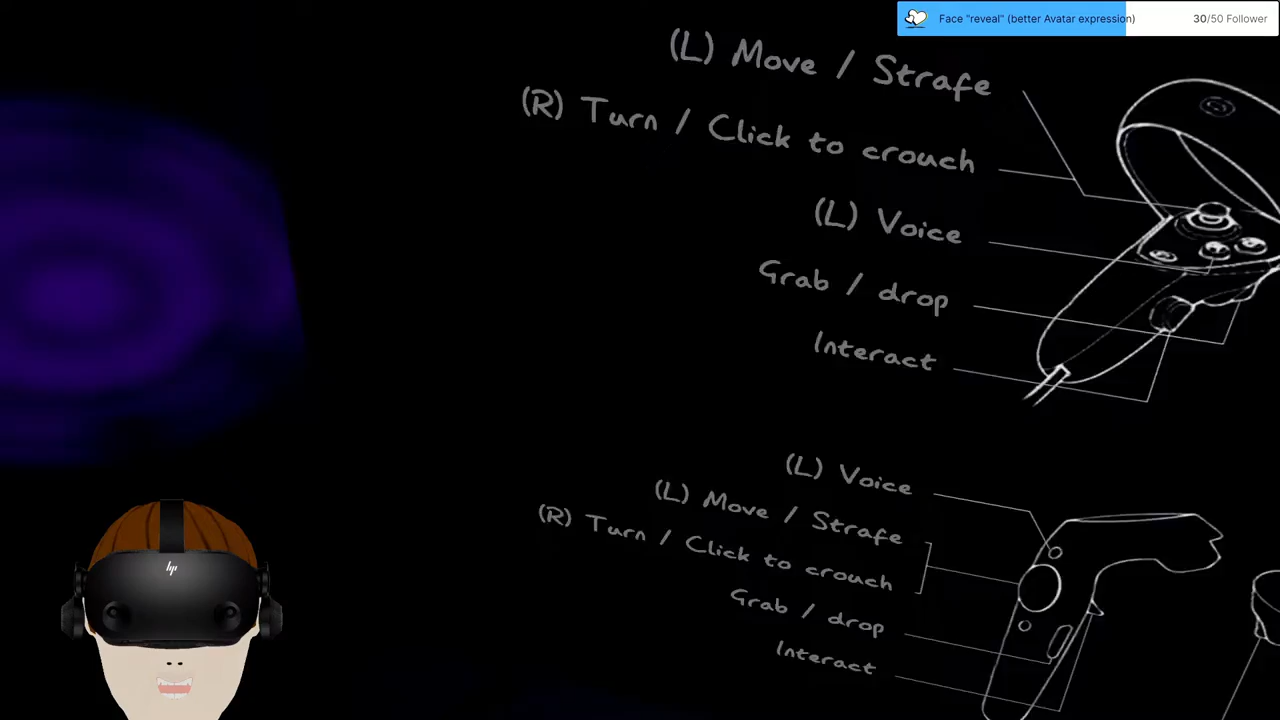 Face "reveal" (better Avatar expression) 30/50 Follower
(L) Move / Strafe
(R) Turn / Click to crouch
(L) Voice
Grab / drop
Interact
(L) Voice
(L) Move / Strafe
(R) Turn / Click to crouch
Grab / drop
Interact
hp